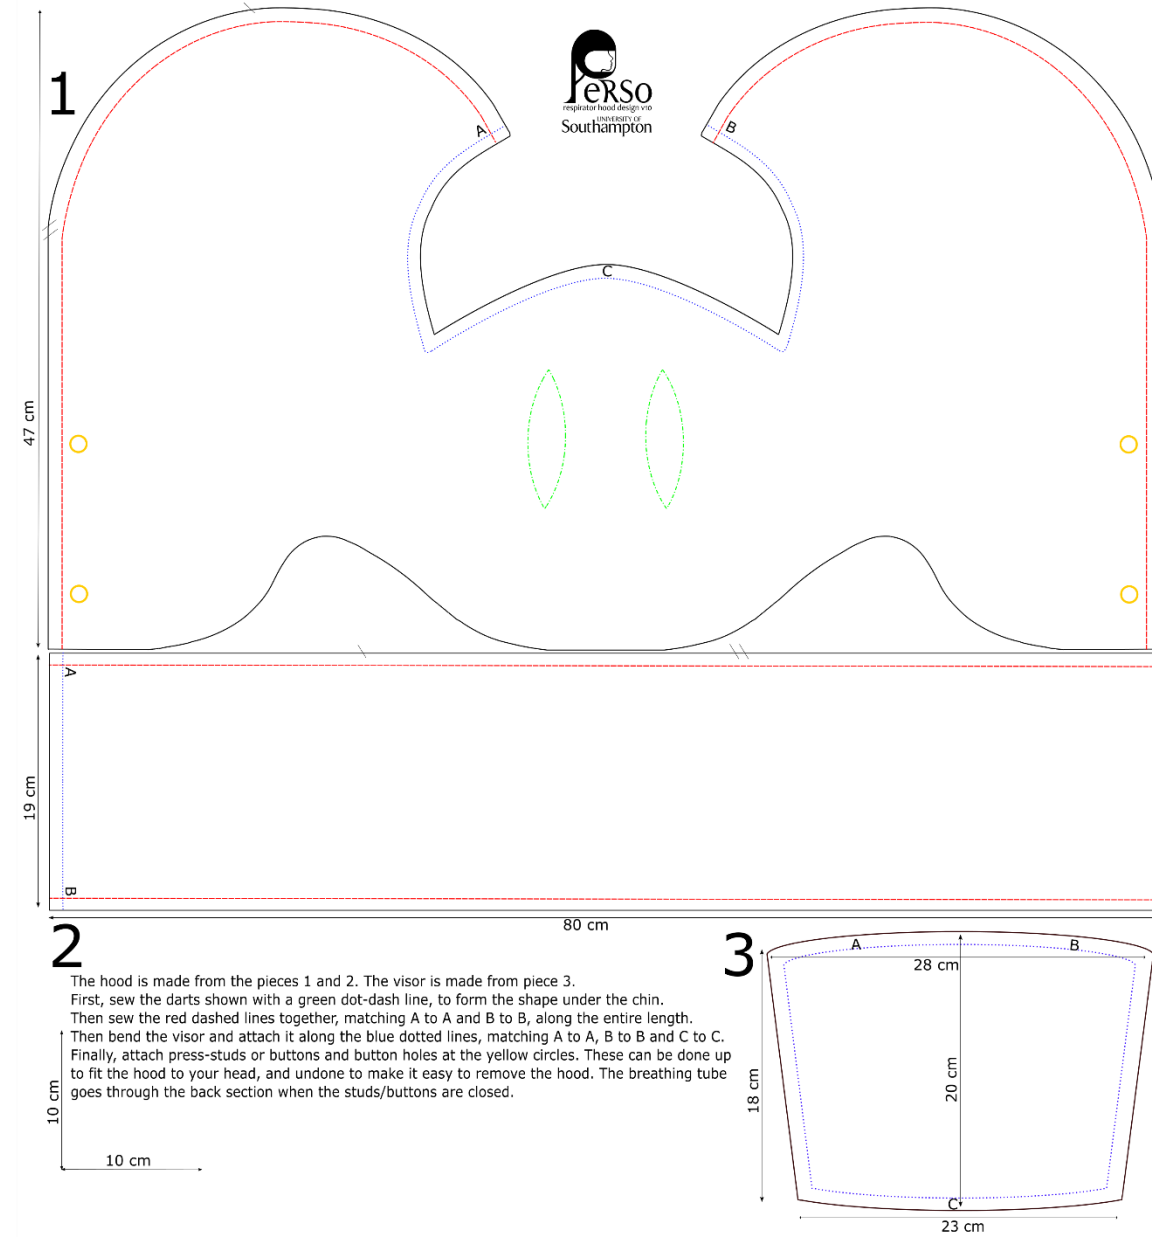 1
PeRSo
respirator hood design v10
UNIVERSITY OF
Southampton
A
B
C
47 cm
A
19 cm
B
80 cm
2
3
A
B
28 cm
The hood is made from the pieces 1 and 2. The visor is made from piece 3.
First, sew the darts shown with a green dot-dash line, to form the shape under the chin.
Then sew the red dashed lines together, matching A to A and B to B, along the entire length.
Then bend the visor and attach it along the blue dotted lines, matching A to A, B to B and C to C.
Finally, attach press-studs or buttons and button holes at the yellow circles. These can be done up
to fit the hood to your head, and undone to make it easy to remove the hood. The breathing tube
goes through the back section when the studs/buttons are closed.
10 cm
10 cm
18 cm
20 cm
C
23 cm